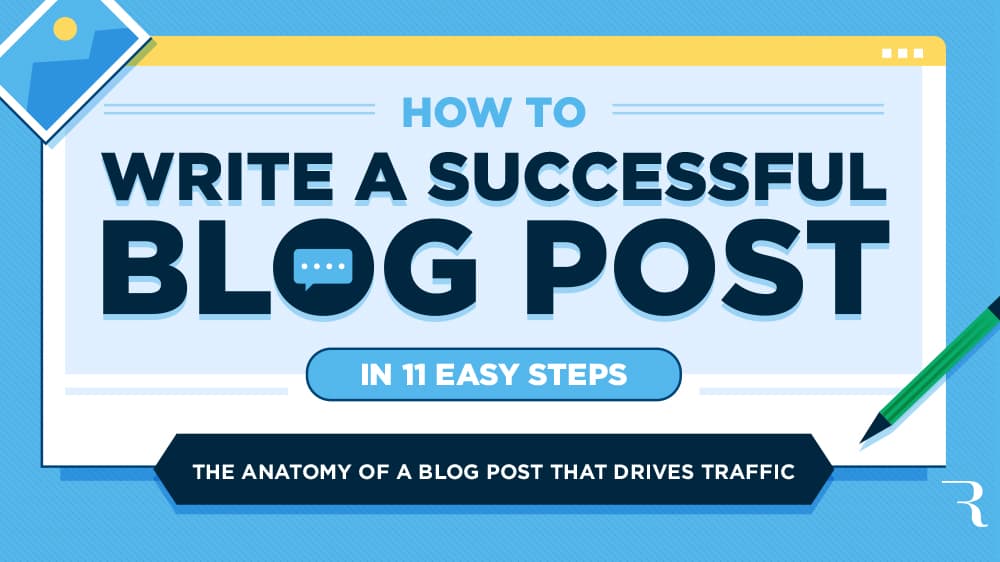 HOW TO
WRITE A SUCCESSFUL
BLOG POST
IN 11 EASY STEPS
THE ANATOMY OF A BLOG POST THAT DRIVES TRAFFIC
R